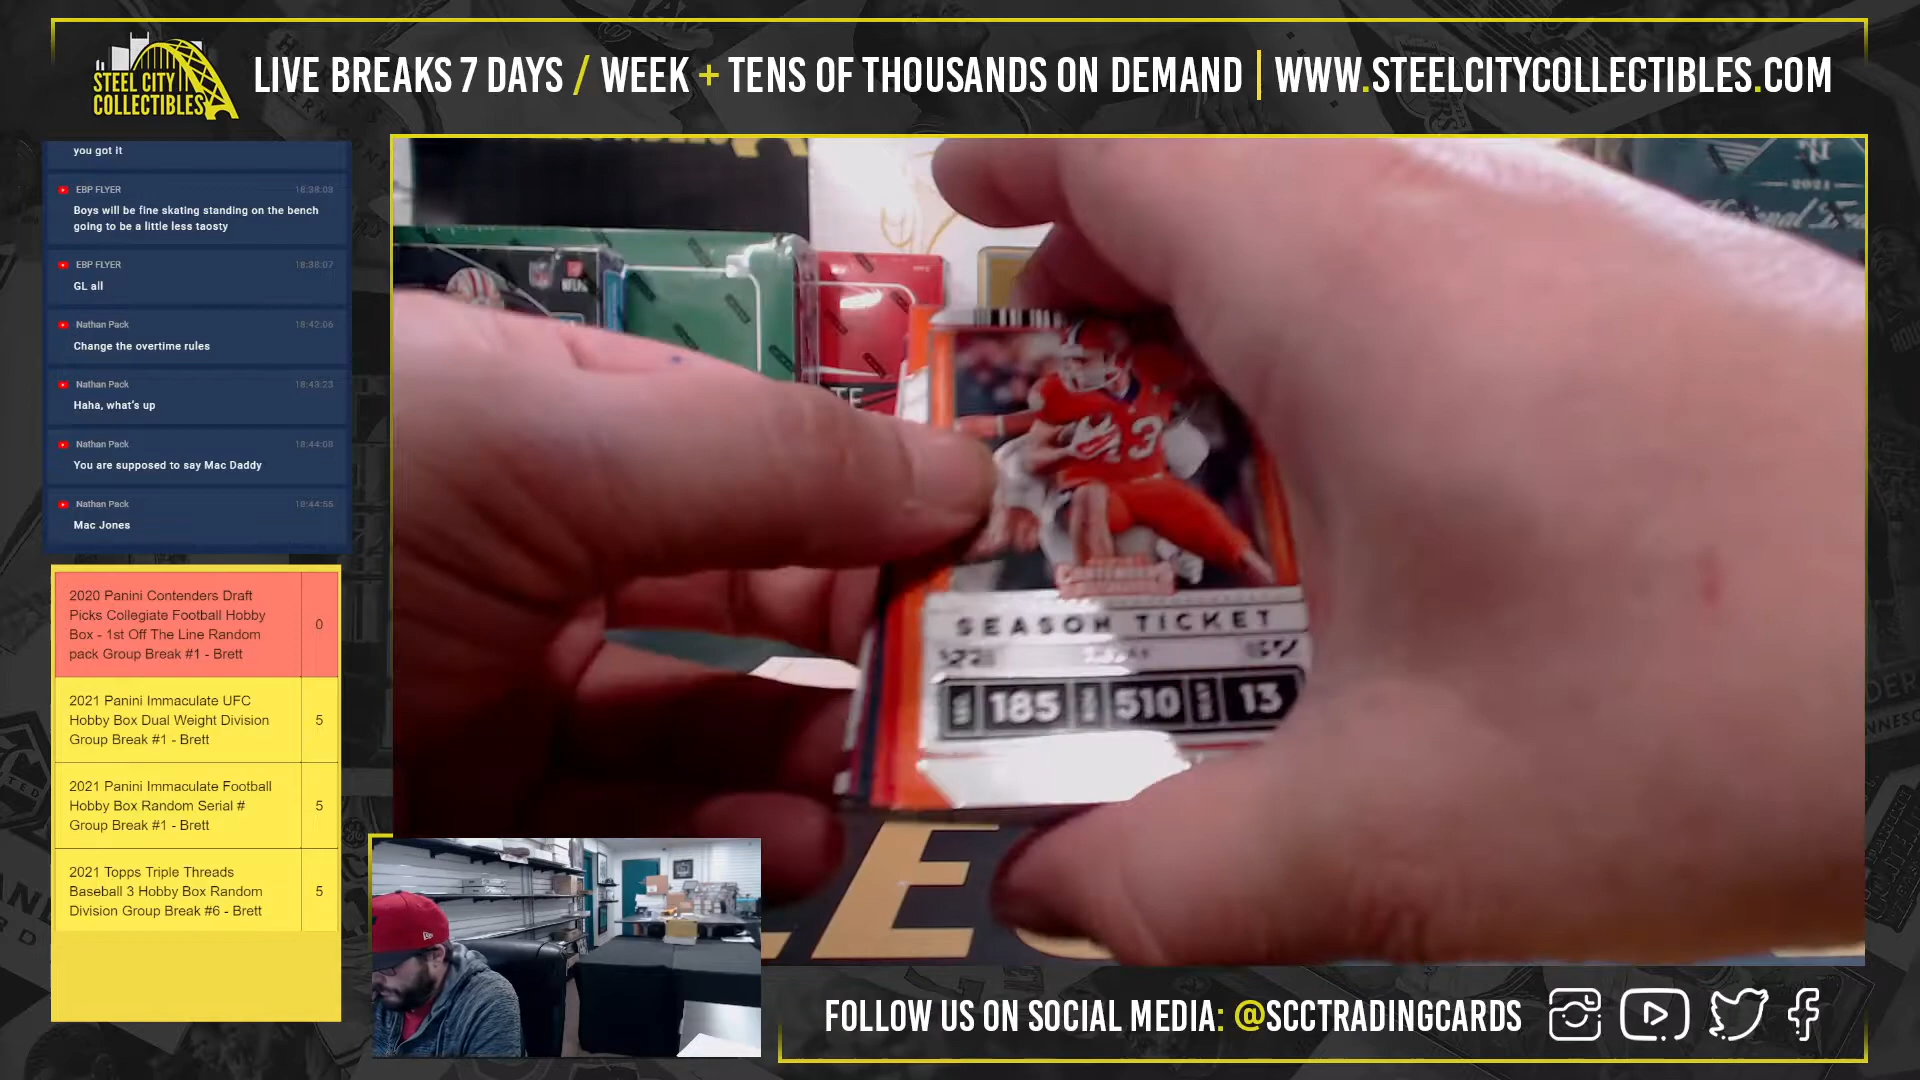 STEEL CITY
COLLECTIBLES
LIVE BREAKS 7 DAYS / WEEK + TENS OF THOUSANDS ON DEMAND | WWW.STEELCITYCOLLECTIBLES.COM
you got it
EBP FLYER 18:38:03
Boys will be fine skating standing on the bench
going to be a little less taosty
EBP FLYER 18:38:07
GL all
Nathan Pack 18:42:06
Change the overtime rules
Nathan Pack 18:43:23
Haha, what's up
Nathan Pack 18:44:08
You are supposed to say Mac Daddy
Nathan Pack 18:44:55
Mac Jones
2020 Panini Contenders Draft
Picks Collegiate Football Hobby
Box - 1st Off The Line Random
pack Group Break #1 - Brett
0
2021 Panini Immaculate UFC
Hobby Box Dual Weight Division
Group Break #1 - Brett
5
2021 Panini Immaculate Football
Hobby Box Random Serial #
Group Break #1 - Brett
5
2021 Topps Triple Threads
Baseball 3 Hobby Box Random
Division Group Break #6 - Brett
5
2021
NFL
SEASON TICKET
185 510 13
FOLLOW US ON SOCIAL MEDIA: @SCCTRADINGCARDS